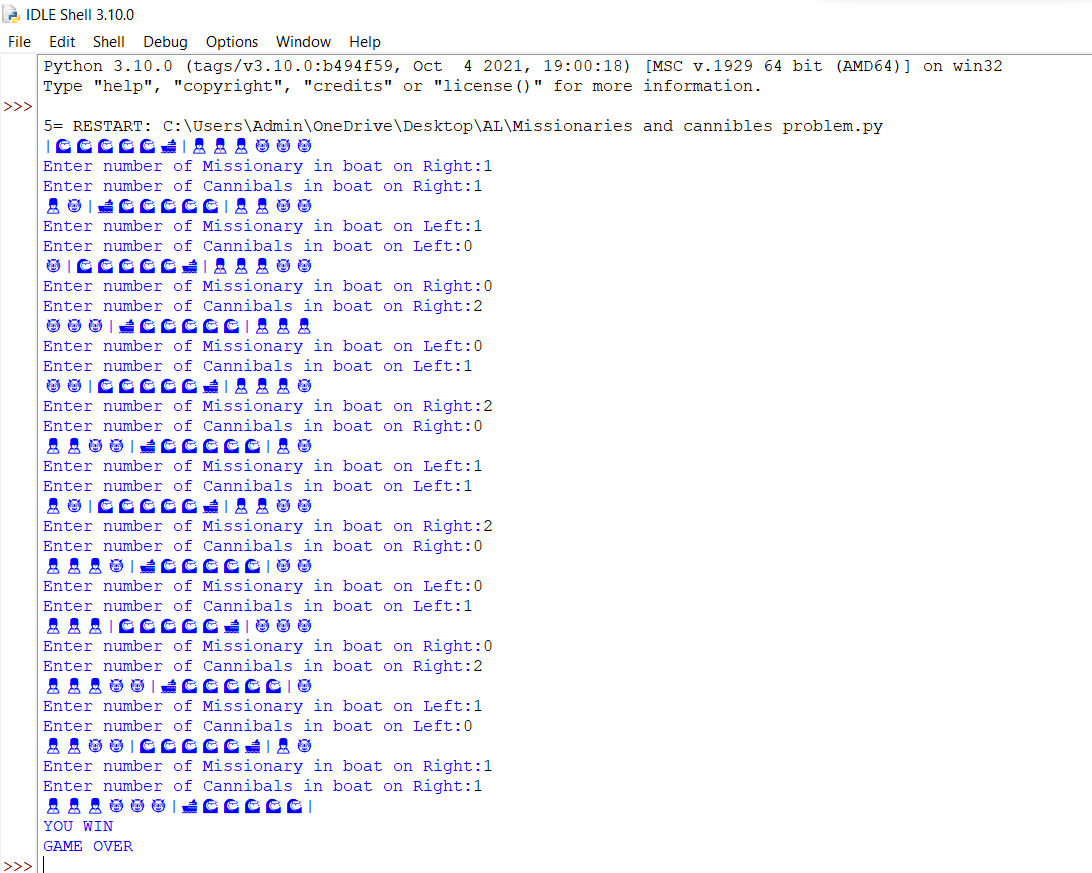 IDLE Shell 3.10.0
File Edit Shell Debug Options Window Help
Python 3.10.0 (tags/v3.10.0:b494f59, Oct  4 2021, 19:00:18) [MSC v.1929 64 bit (AMD64)] on win32
Type "help", "copyright", "credits" or "license()" for more information.
>>>
5= RESTART: C:\Users\Admin\OneDrive\Desktop\AL\Missionaries and cannibles problem.py
|🌊🌊🌊🌊🌊🚢|👤👤👤👹👹👹
Enter number of Missionary in boat on Right:1
Enter number of Cannibals in boat on Right:1
👤👹|🚢🌊🌊🌊🌊🌊|👤👤👹👹
Enter number of Missionary in boat on Left:1
Enter number of Cannibals in boat on Left:0
👹|🌊🌊🌊🌊🌊🚢|👤👤👤👹👹
Enter number of Missionary in boat on Right:0
Enter number of Cannibals in boat on Right:2
👹👹👹|🚢🌊🌊🌊🌊🌊|👤👤👤
Enter number of Missionary in boat on Left:0
Enter number of Cannibals in boat on Left:1
👹👹|🌊🌊🌊🌊🌊🚢|👤👤👤👹
Enter number of Missionary in boat on Right:2
Enter number of Cannibals in boat on Right:0
👤👤👹👹|🚢🌊🌊🌊🌊🌊|👤👹
Enter number of Missionary in boat on Left:1
Enter number of Cannibals in boat on Left:1
👤👹|🌊🌊🌊🌊🌊🚢|👤👤👹👹
Enter number of Missionary in boat on Right:2
Enter number of Cannibals in boat on Right:0
👤👤👤👹|🚢🌊🌊🌊🌊🌊|👹👹
Enter number of Missionary in boat on Left:0
Enter number of Cannibals in boat on Left:1
👤👤👤|🌊🌊🌊🌊🌊🚢|👹👹👹
Enter number of Missionary in boat on Right:0
Enter number of Cannibals in boat on Right:2
👤👤👤👹👹|🚢🌊🌊🌊🌊🌊|👹
Enter number of Missionary in boat on Left:1
Enter number of Cannibals in boat on Left:0
👤👤👹👹|🌊🌊🌊🌊🌊🚢|👤👹
Enter number of Missionary in boat on Right:1
Enter number of Cannibals in boat on Right:1
👤👤👤👹👹👹|🚢🌊🌊🌊🌊🌊|
YOU WIN
GAME OVER
>>>